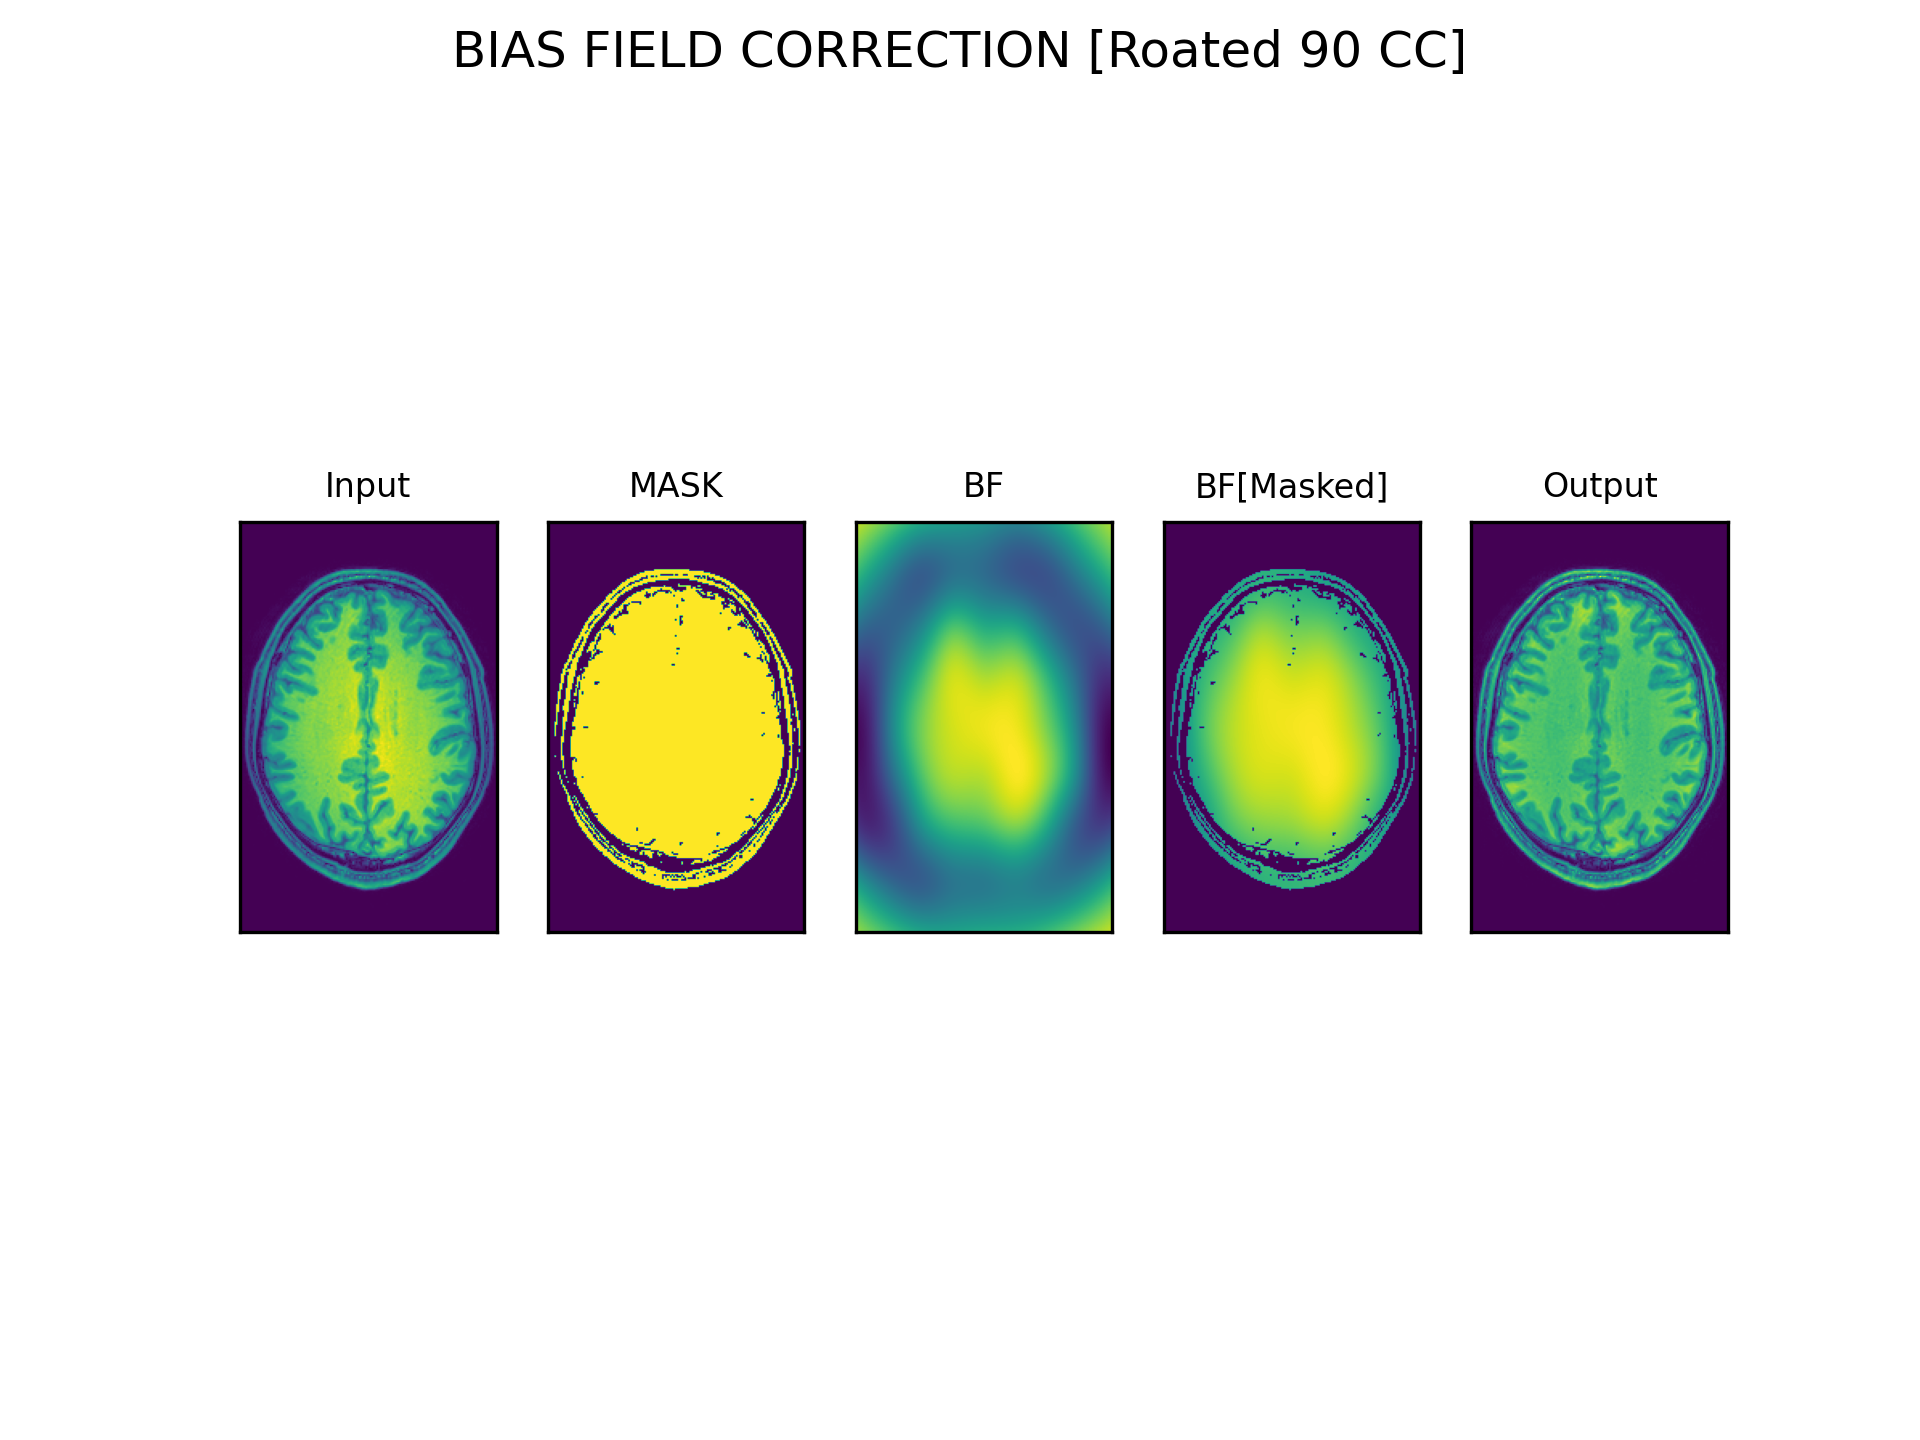 BIAS FIELD CORRECTION [Roated 90 CC]
Input
MASK
BF
BF[Masked]
Output